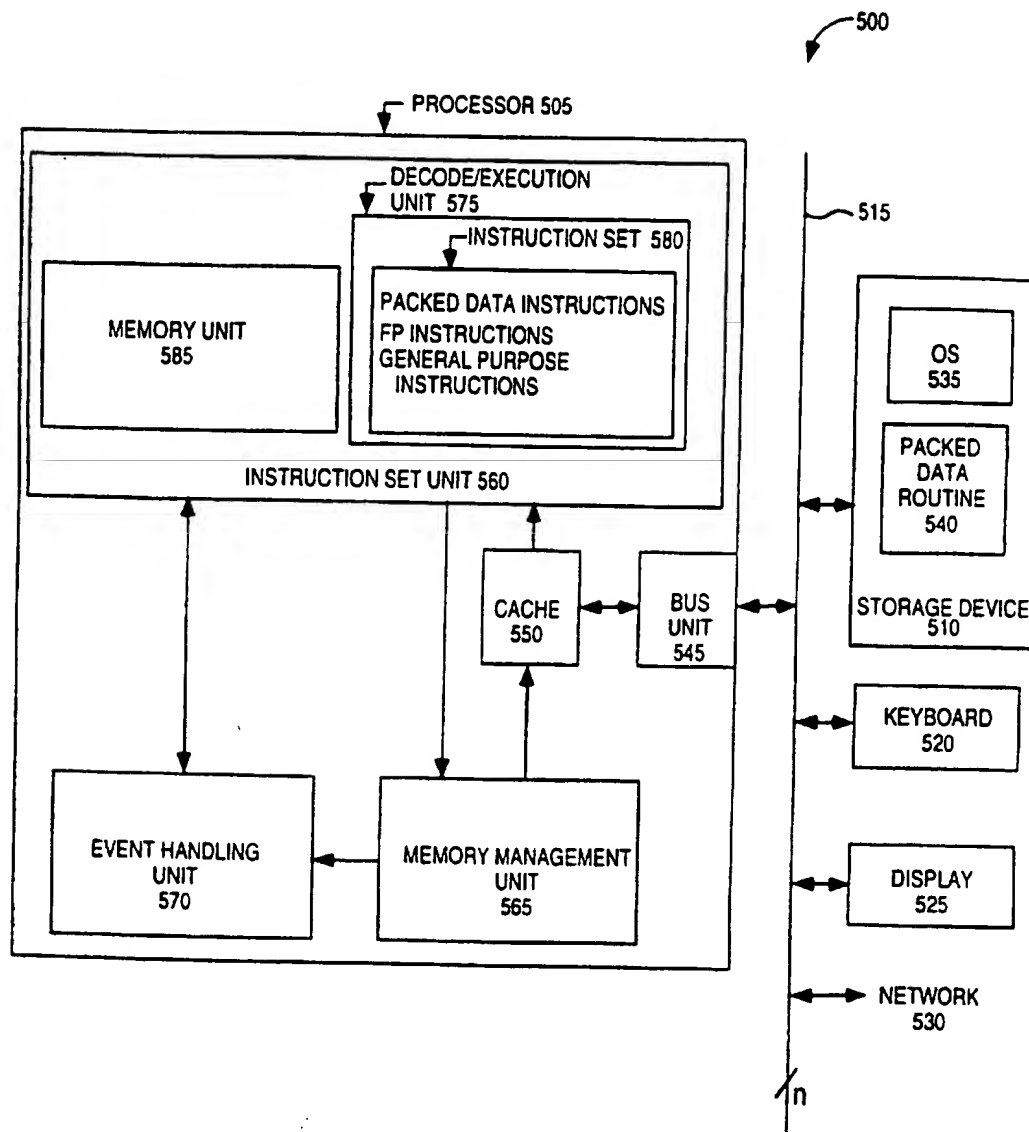 500
PROCESSOR 505
DECODE/EXECUTION
UNIT 575
INSTRUCTION SET 580
PACKED DATA INSTRUCTIONS
FP INSTRUCTIONS
GENERAL PURPOSE
INSTRUCTIONS
MEMORY UNIT
585
INSTRUCTION SET UNIT 560
515
OS
535
PACKED
DATA
ROUTINE
540
STORAGE DEVICE
510
CACHE
550
BUS
UNIT
545
KEYBOARD
520
EVENT HANDLING
UNIT
570
MEMORY MANAGEMENT
UNIT
565
DISPLAY
525
NETWORK
530
n